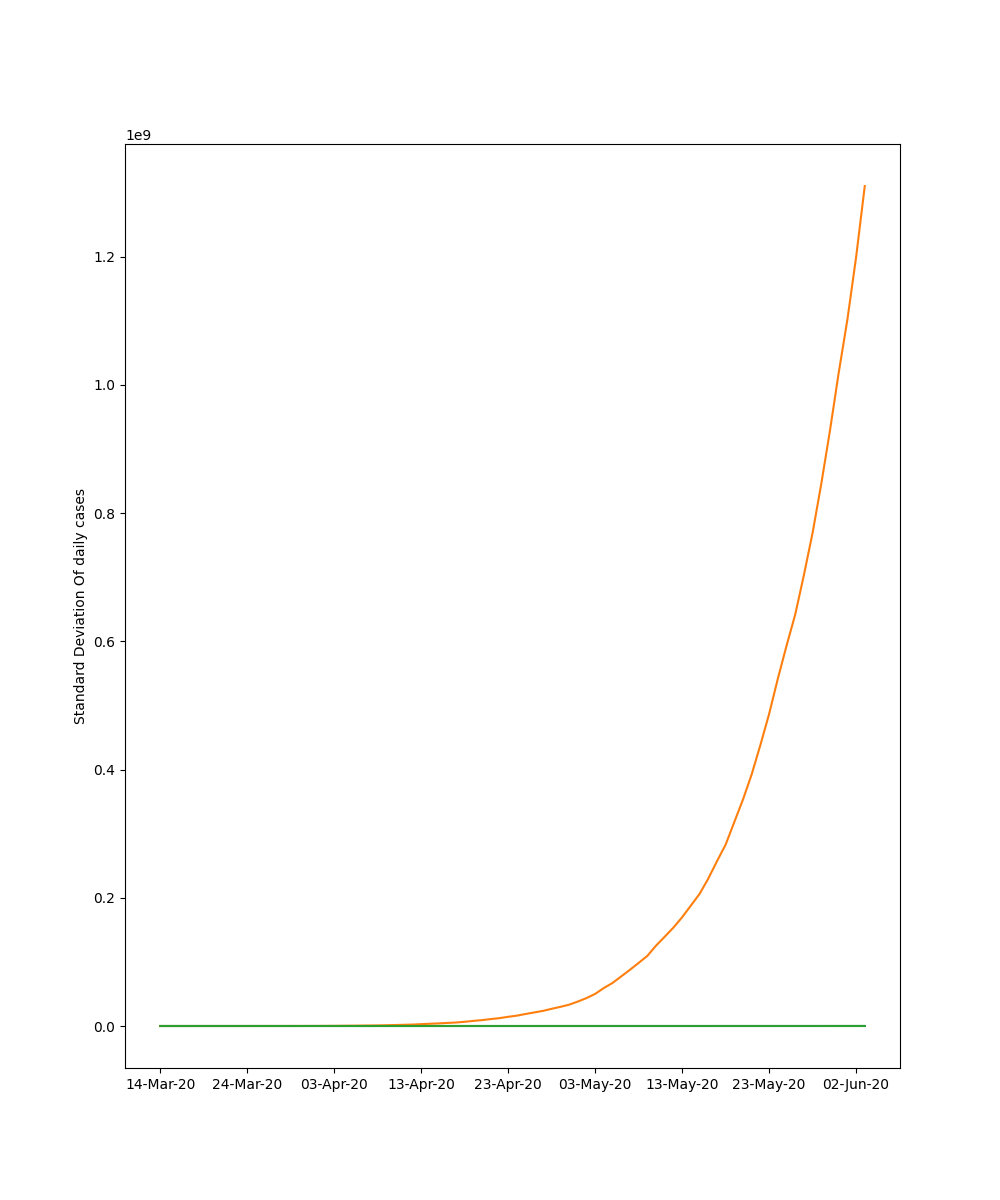 1e9
1.2
1.0
0.8
0.6
0.4
0.2
0.0
Standard Deviation Of daily cases
14-Mar-20 24-Mar-20 03-Apr-20 13-Apr-20 23-Apr-20 03-May-20 13-May-20 23-May-20 02-Jun-20